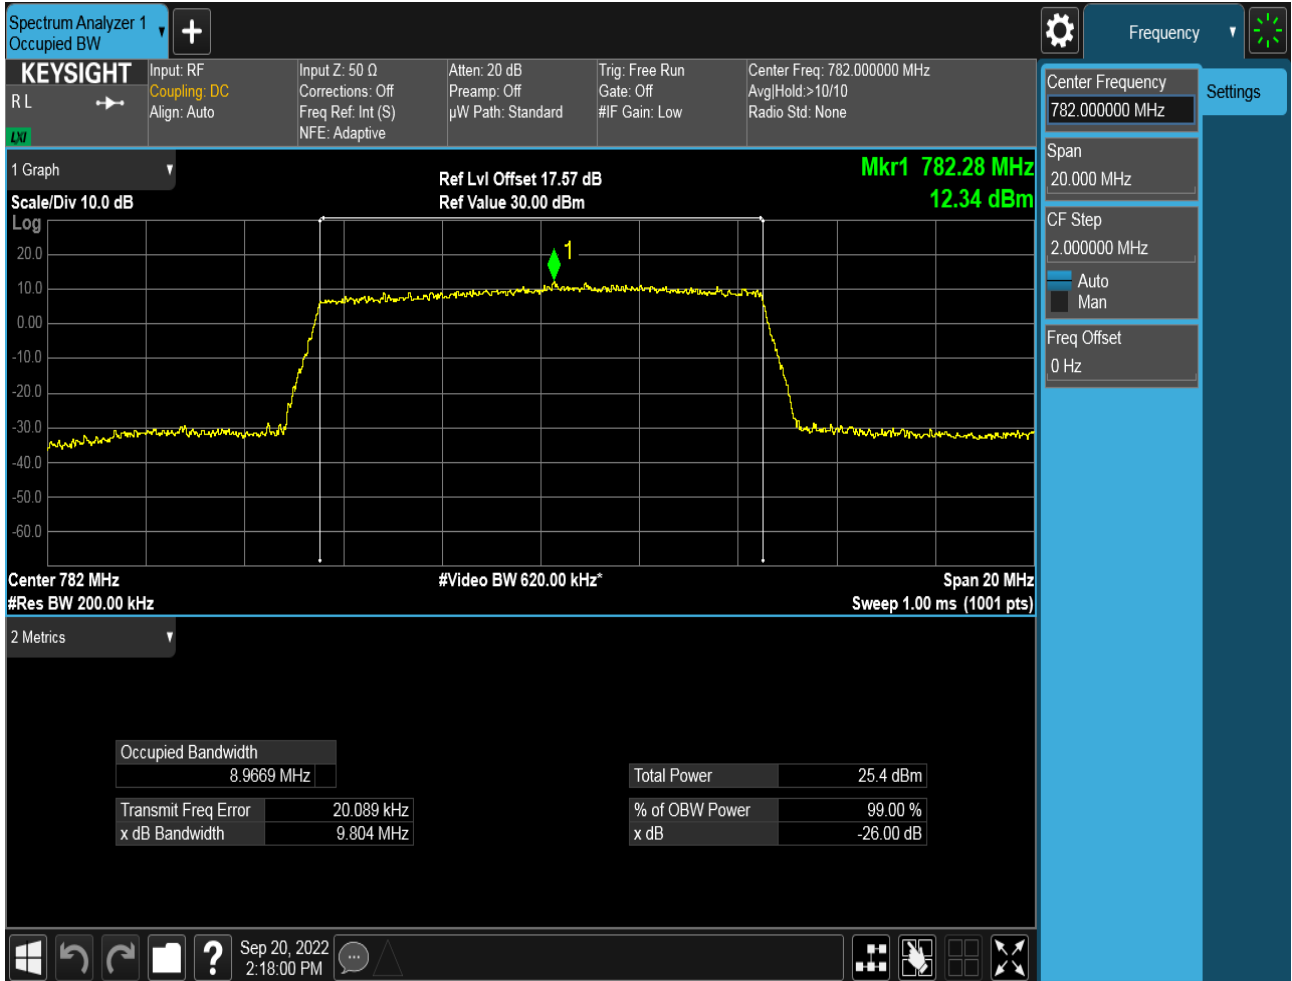 Spectrum Analyzer 1
Occupied BW
+
Frequency
KEYSIGHT
R L
LXI
Input: RF
Coupling: DC
Align: Auto
Input Z: 50 Ω
Corrections: Off
Freq Ref: Int (S)
NFE: Adaptive
Atten: 20 dB
Preamp: Off
µW Path: Standard
Trig: Free Run
Gate: Off
#IF Gain: Low
Center Freq: 782.000000 MHz
Avg|Hold:>10/10
Radio Std: None
Center Frequency
782.000000 MHz
Settings
Span
20.000 MHz
CF Step
2.000000 MHz
Auto
Man
Freq Offset
0 Hz
1 Graph
Scale/Div 10.0 dB
Ref Lvl Offset 17.57 dB
Ref Value 30.00 dBm
Mkr1 782.28 MHz
12.34 dBm
Log
1
20.0
10.0
0.00
-10.0
-20.0
-30.0
-40.0
-50.0
-60.0
Center 782 MHz
#Res BW 200.00 kHz
#Video BW 620.00 kHz*
Span 20 MHz
Sweep 1.00 ms (1001 pts)
2 Metrics
Occupied Bandwidth
8.9669 MHz
Total Power 25.4 dBm
Transmit Freq Error 20.089 kHz
% of OBW Power 99.00 %
x dB Bandwidth 9.804 MHz
x dB -26.00 dB
?
Sep 20, 2022
2:18:00 PM